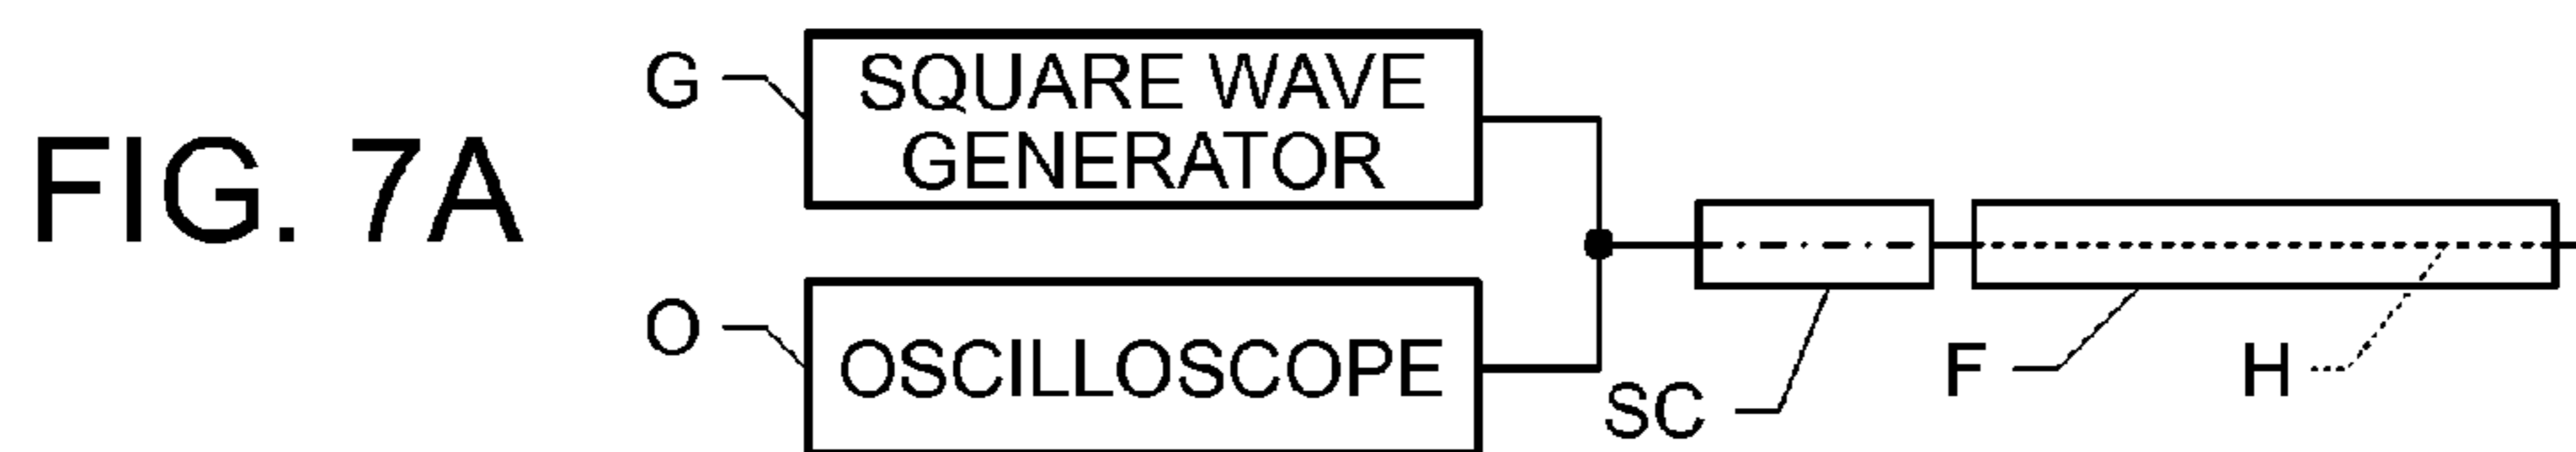 FIG. 7A
G
SQUARE WAVE
GENERATOR
O
OSCILLOSCOPE
SC
F
H